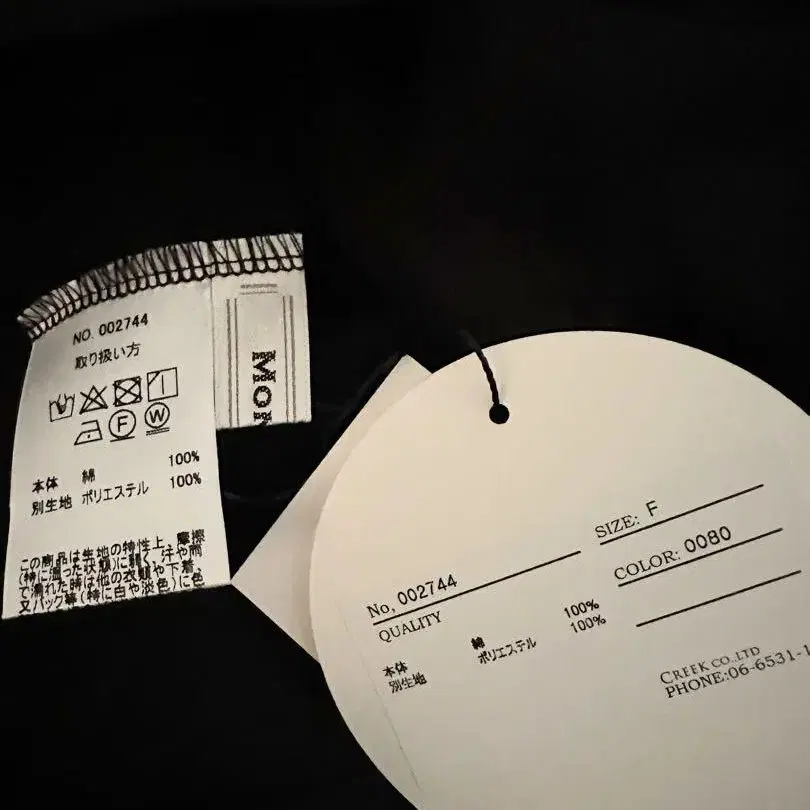 NO. 002744
取り扱い方
F
W
本体 綿 100%
別生地 ポリエステル 100%
この商品は生地の特性上、摩擦
(特に湿った状態)に弱く、汗や雨
で濡れた時は他の衣類や下着、
又バッグ等(特に白や淡色)に色
No, 002744
QUALITY
本体 綿 100%
別生地 ポリエステル 100%
SIZE: F
COLOR: 0080
CREEK CO.,LTD
PHONE:06-6531-1